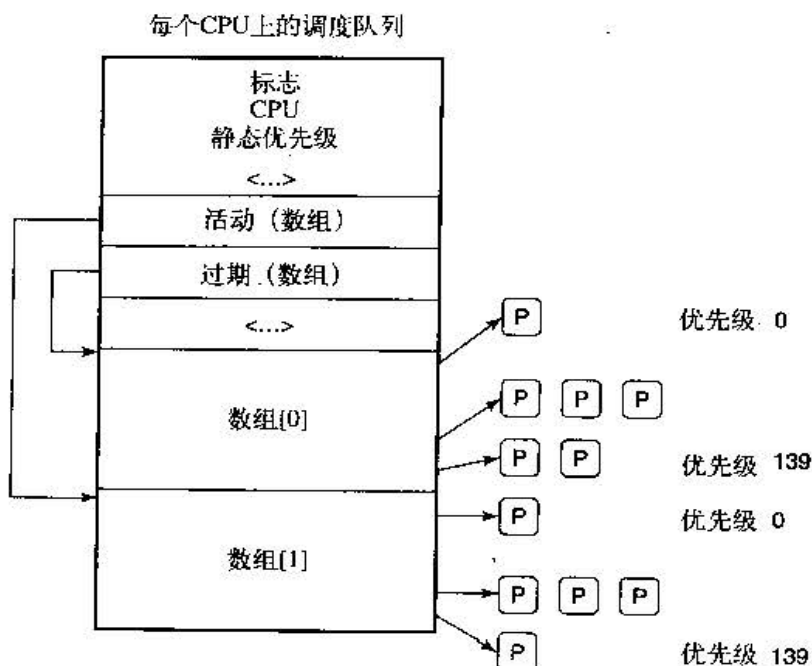 每个CPU上的调度队列
标志
CPU
静态优先级
<...>
活动（数组）
过期（数组）
<...>
P 优先级 0
数组[0]
P P P
P P 优先级 139
P 优先级 0
数组[1]
P P P
P 优先级 139